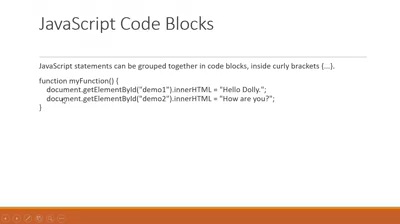 JavaScript Code Blocks
JavaScript statements can be grouped together in code blocks, inside curly brackets {...}.
function myFunction() {
document.getElementById("demo1").innerHTML = "Hello Dolly.";
document.getElementById("demo2").innerHTML = "How are you?";
}